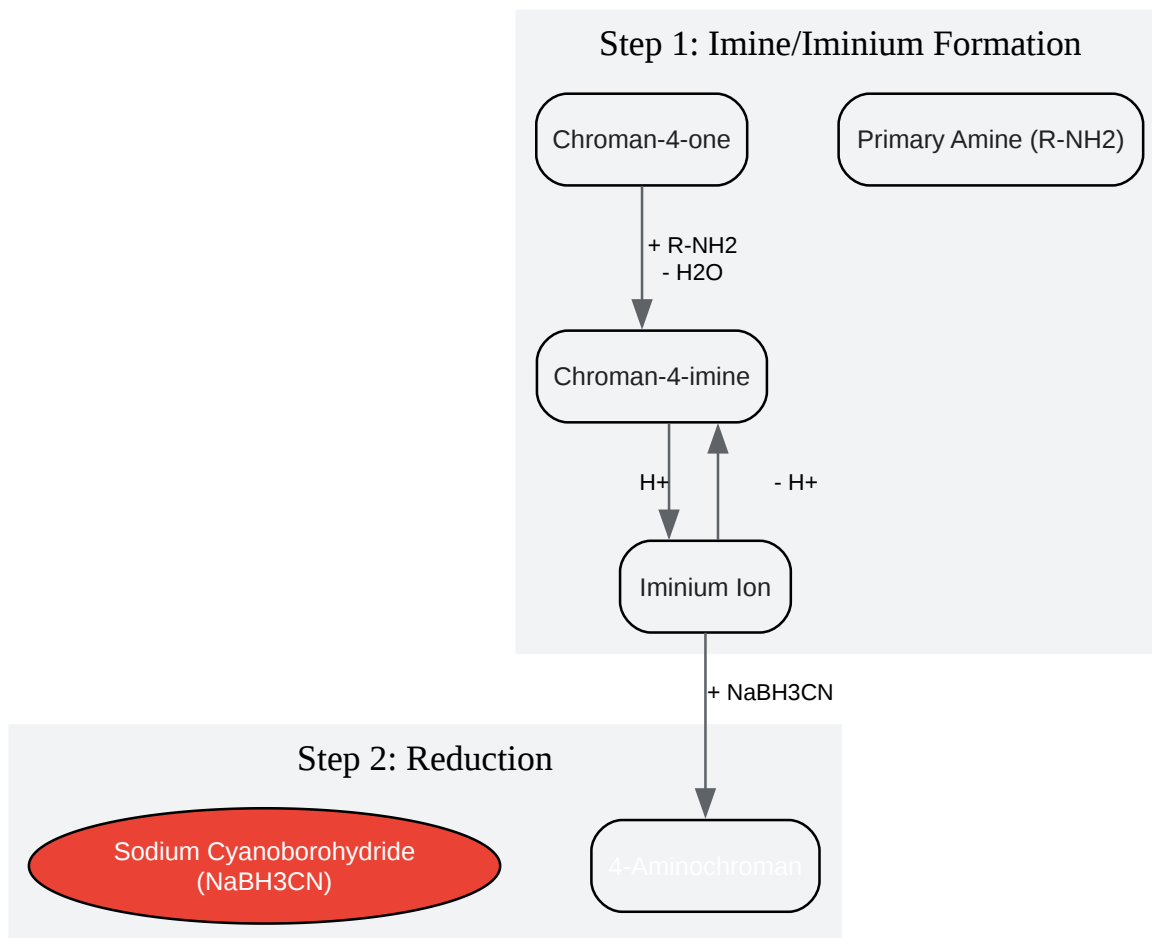 Step 1: Imine/Iminium Formation
Chroman-4-one
Primary Amine (R-NH2)
+ R-NH2
- H2O
Chroman-4-imine
H+
- H+
Iminium Ion
+ NaBH3CN
Step 2: Reduction
Sodium Cyanoborohydride
(NaBH3CN)
4-Aminochroman